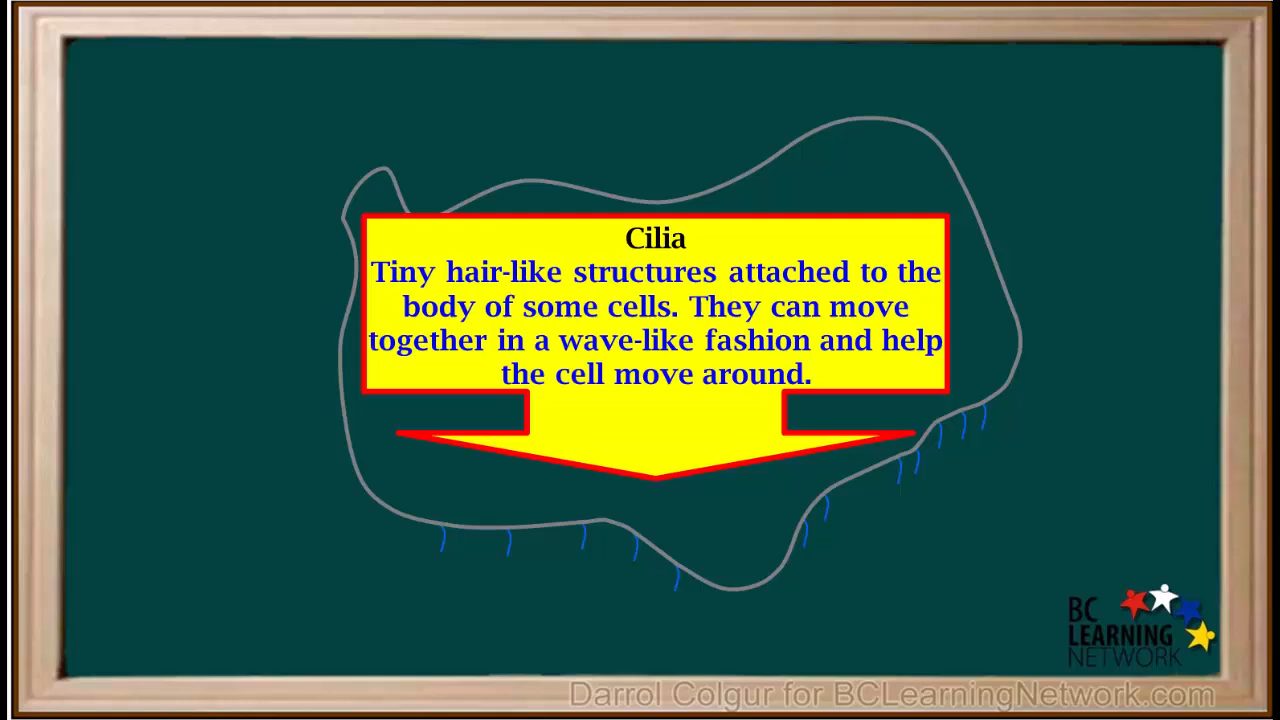 Cilia
Tiny hair-like structures attached to the
body of some cells. They can move
together in a wave-like fashion and help
the cell move around.
BC
LEARNING
NETWORK
Darrol Colgur for BCLearningNetwork.com